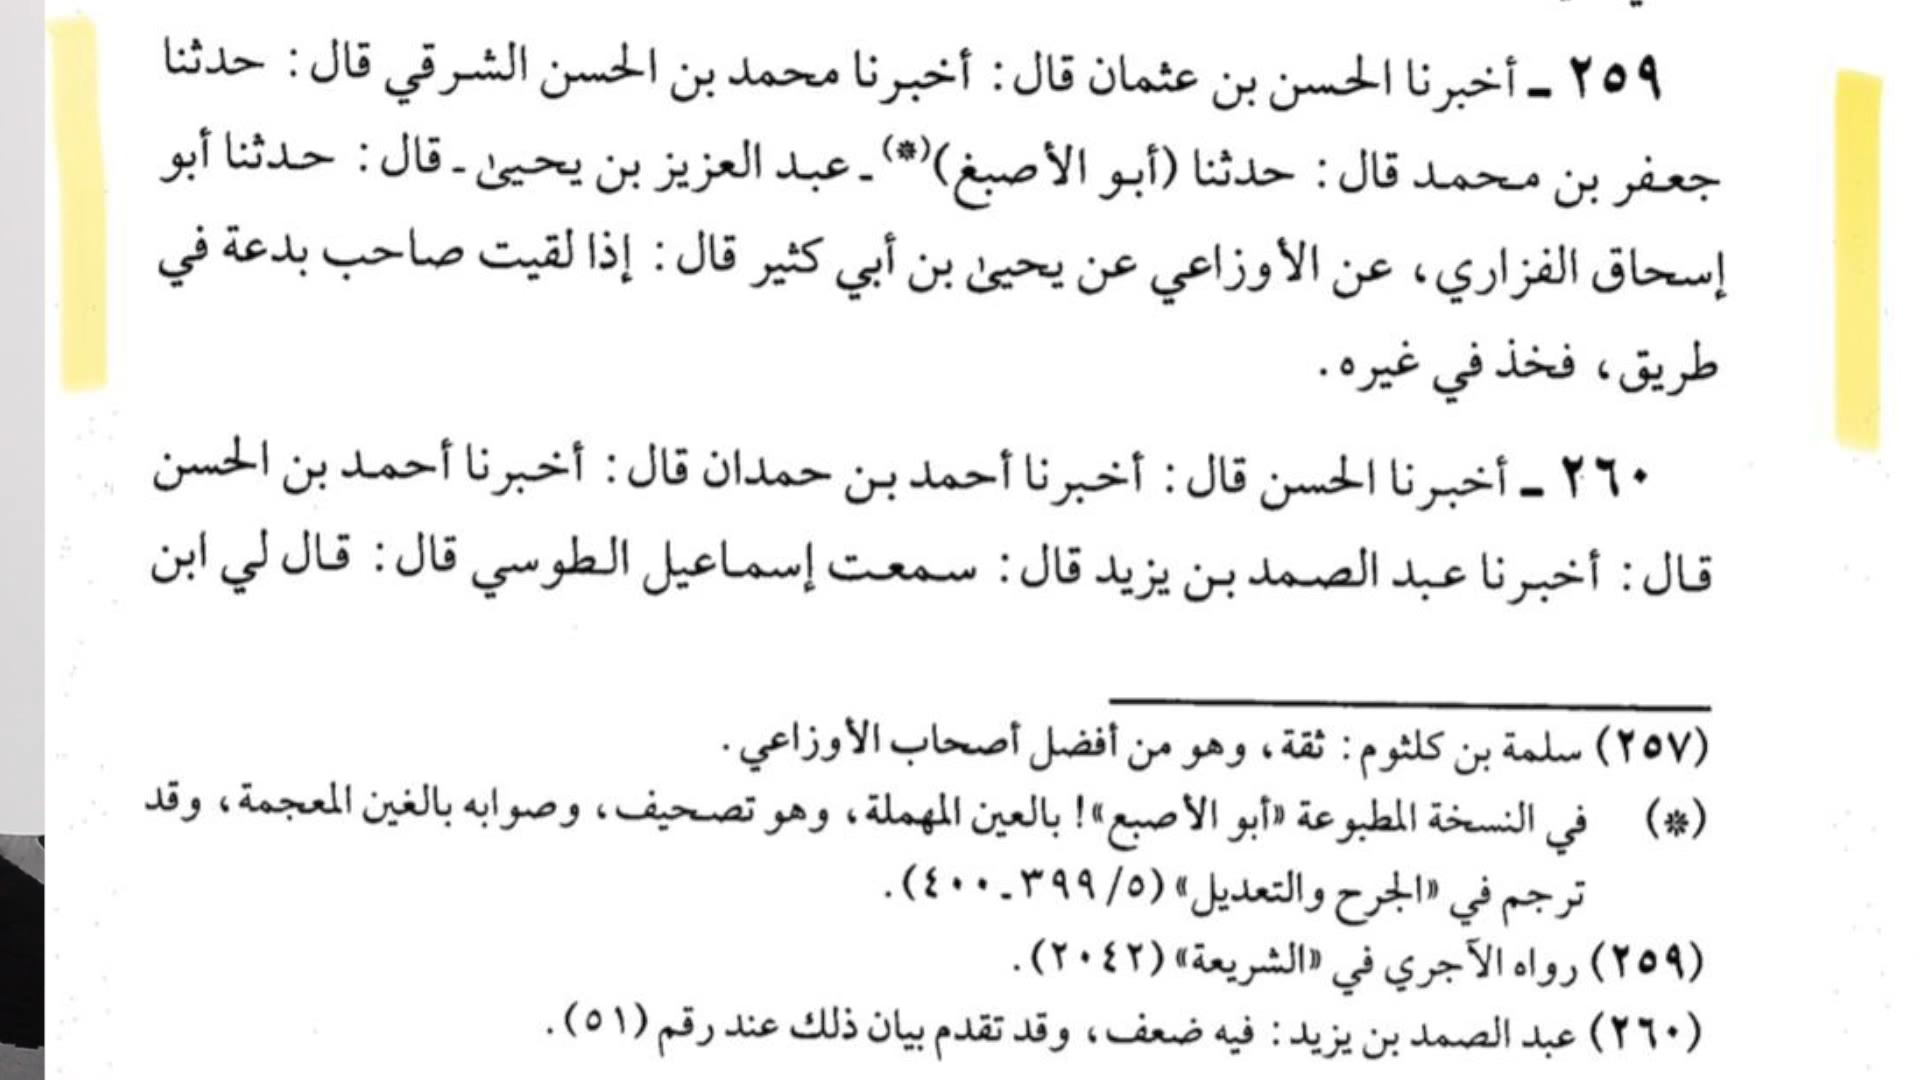 ٢٥٩ ـ أخبرنا الحسن بن عثمان قال: أخبرنا محمد بن الحسن الشرقي قال: حدثنا
جعفر بن محمد قال: حدثنا (أبو الأصبغ)(*) ـ عبد العزيز بن يحيىٰ ـ قال: حدثنا أبو
إسحاق الفزاري، عن الأوزاعي عن يحيىٰ بن أبي كثير قال: إذا لقيت صاحب بدعة في
طريق، فخذ في غيره.
٢٦٠ ـ أخبرنا الحسن قال: أخبرنا أحمد بن حمدان قال: أخبرنا أحمد بن الحسن
قال: أخبرنا عبد الصمد بن يزيد قال: سمعت إسماعيل الطوسي قال: قال لي ابن
(٢٥٧) سلمة بن كلثوم: ثقة، وهو من أفضل أصحاب الأوزاعي.
(*) في النسخة المطبوعة «أبو الأصبع»! بالعين المهملة، وهو تصحيف، وصوابه بالغين المعجمة، وقد
ترجم في «الجرح والتعديل» (٥/ ٣٩٩ ـ ٤٠٠).
(٢٥٩) رواه الآجري في «الشريعة» (٢٠٤٢).
(٢٦٠) عبد الصمد بن يزيد: فيه ضعف، وقد تقدم بيان ذلك عند رقم (٥١).